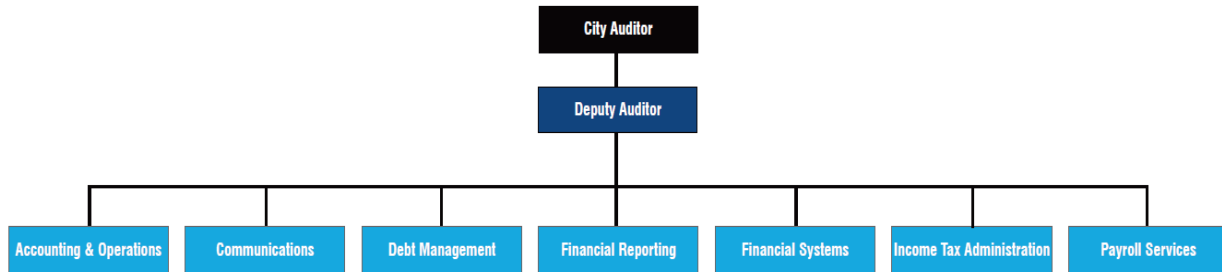 City Auditor
Deputy Auditor
Accounting & Operations
Communications
Debt Management
Financial Reporting
Financial Systems
Income Tax Administration
Payroll Services